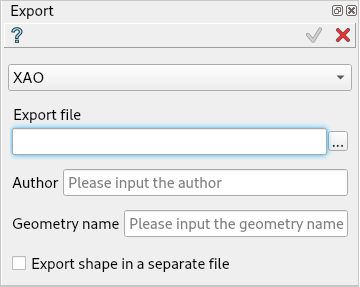 Export
XAO
Export file
...
Author Please input the author
Geometry name Please input the geometry name
Export shape in a separate file